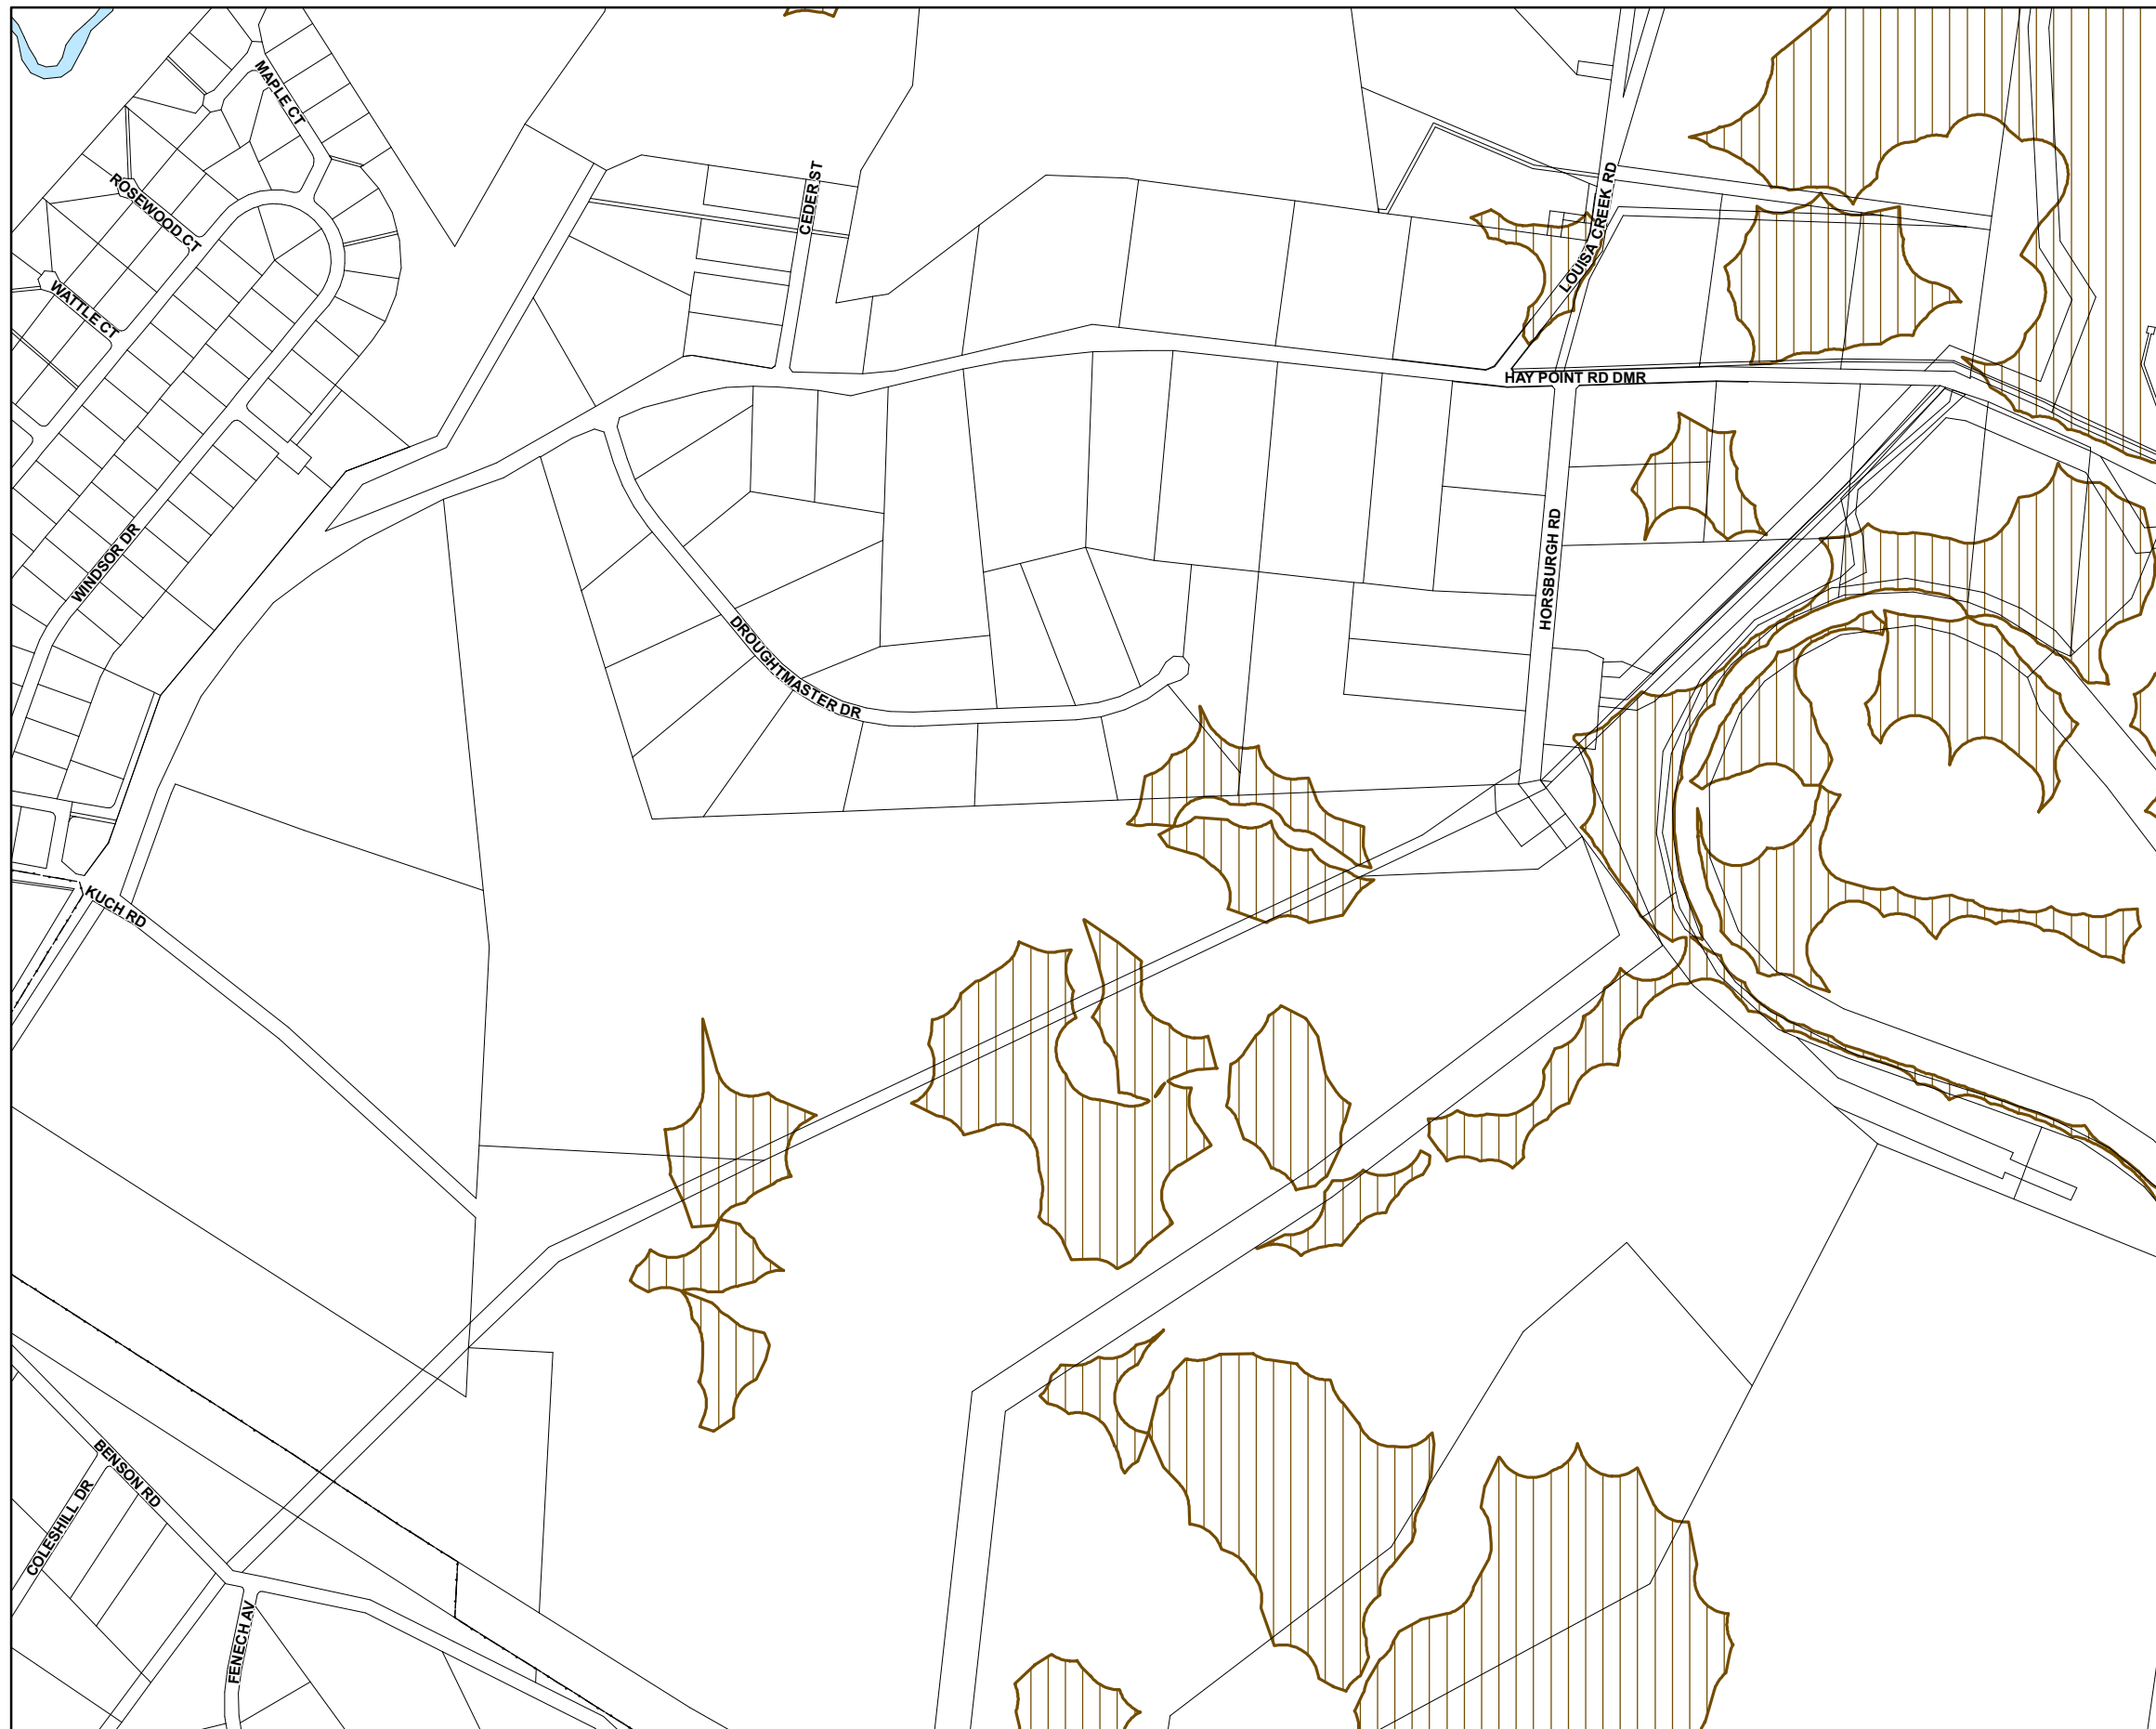 MAPLE CT
ROSEWOOD CT
CEDER ST
LOUISA CREEK RD
WATTLE CT
HAY POINT RD DMR
WINDSOR DR
HORSBURGH RD
DROUGHTMASTER DR
KUCH RD
BENSON RD
COLESHILL DR
FENECH AV